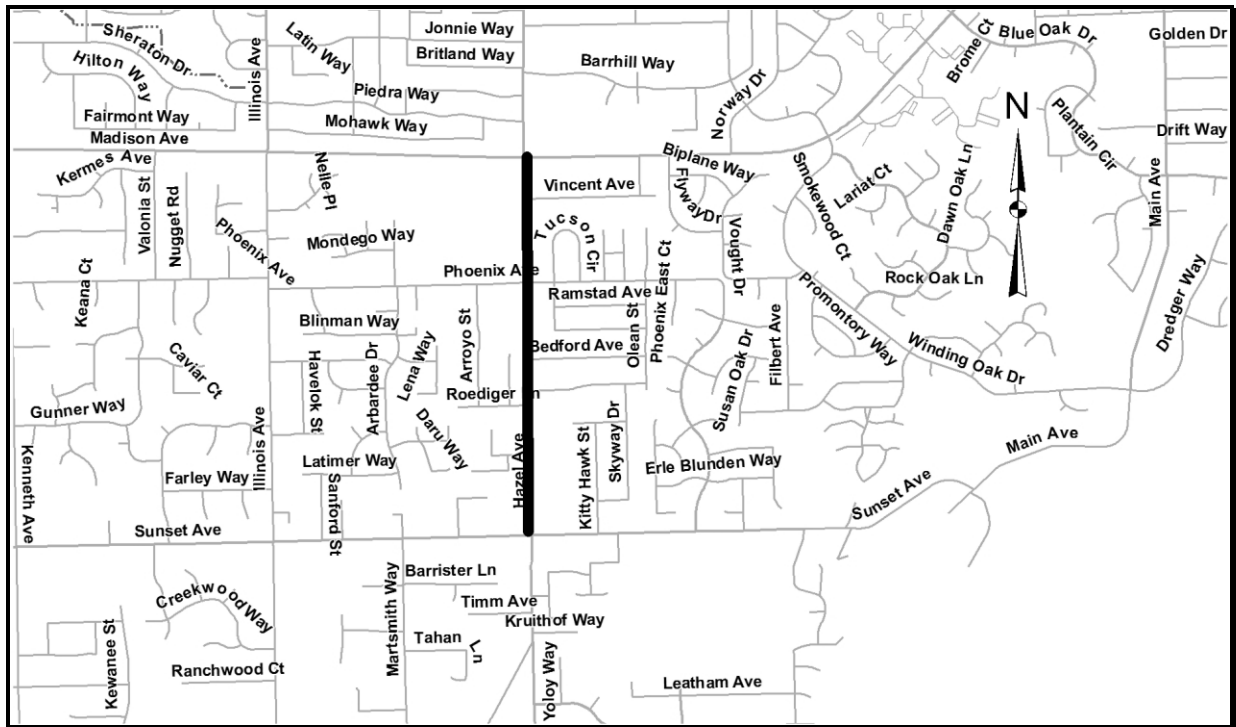 Jonnie Way
Britland Way
Sheraton Dr
Hilton Way
Latin Way
Illinois Ave
Barrhill Way
Brome Ct
Blue Oak Dr
Golden Dr
Piedra Way
Norway Dr
Fairmont Way
Mohawk Way
Madison Ave
N
Plantain Cir
Drift Way
Kermes Ave
Nelle Pl
Biplane Way
Smokewood Ct
Lariat Ct
Dawn Oak Ln
Main Ave
Valonia St
Nugget Rd
Vincent Ave
Flyway Dr
Phoenix Ave
Mondego Way
Tucson Cir
Vought Dr
Phoenix Ave
Keana Ct
Ramstad Ave
Phoenix East Ct
Rock Oak Ln
Promontory Way
Dredger Way
Blinman Way
Arroyo St
Olean St
Filbert Ave
Bedford Ave
Winding Oak Dr
Caviar Ct
Havelok St
Arbardee Dr
Lena Way
Susan Oak Dr
Roediger Ln
Gunner Way
Illinois Ave
Daru Way
Hazel Ave
Kitty Hawk St
Skyway Dr
Main Ave
Kenneth Ave
Farley Way
Latimer Way
Erle Blunden Way
Sanford St
Sunset Ave
Sunset Ave
Barrister Ln
Martsmith Way
Creekwood Way
Timm Ave
Kruithof Way
Kewanee St
Tahan Ln
Ranchwood Ct
Yoloy Way
Leatham Ave